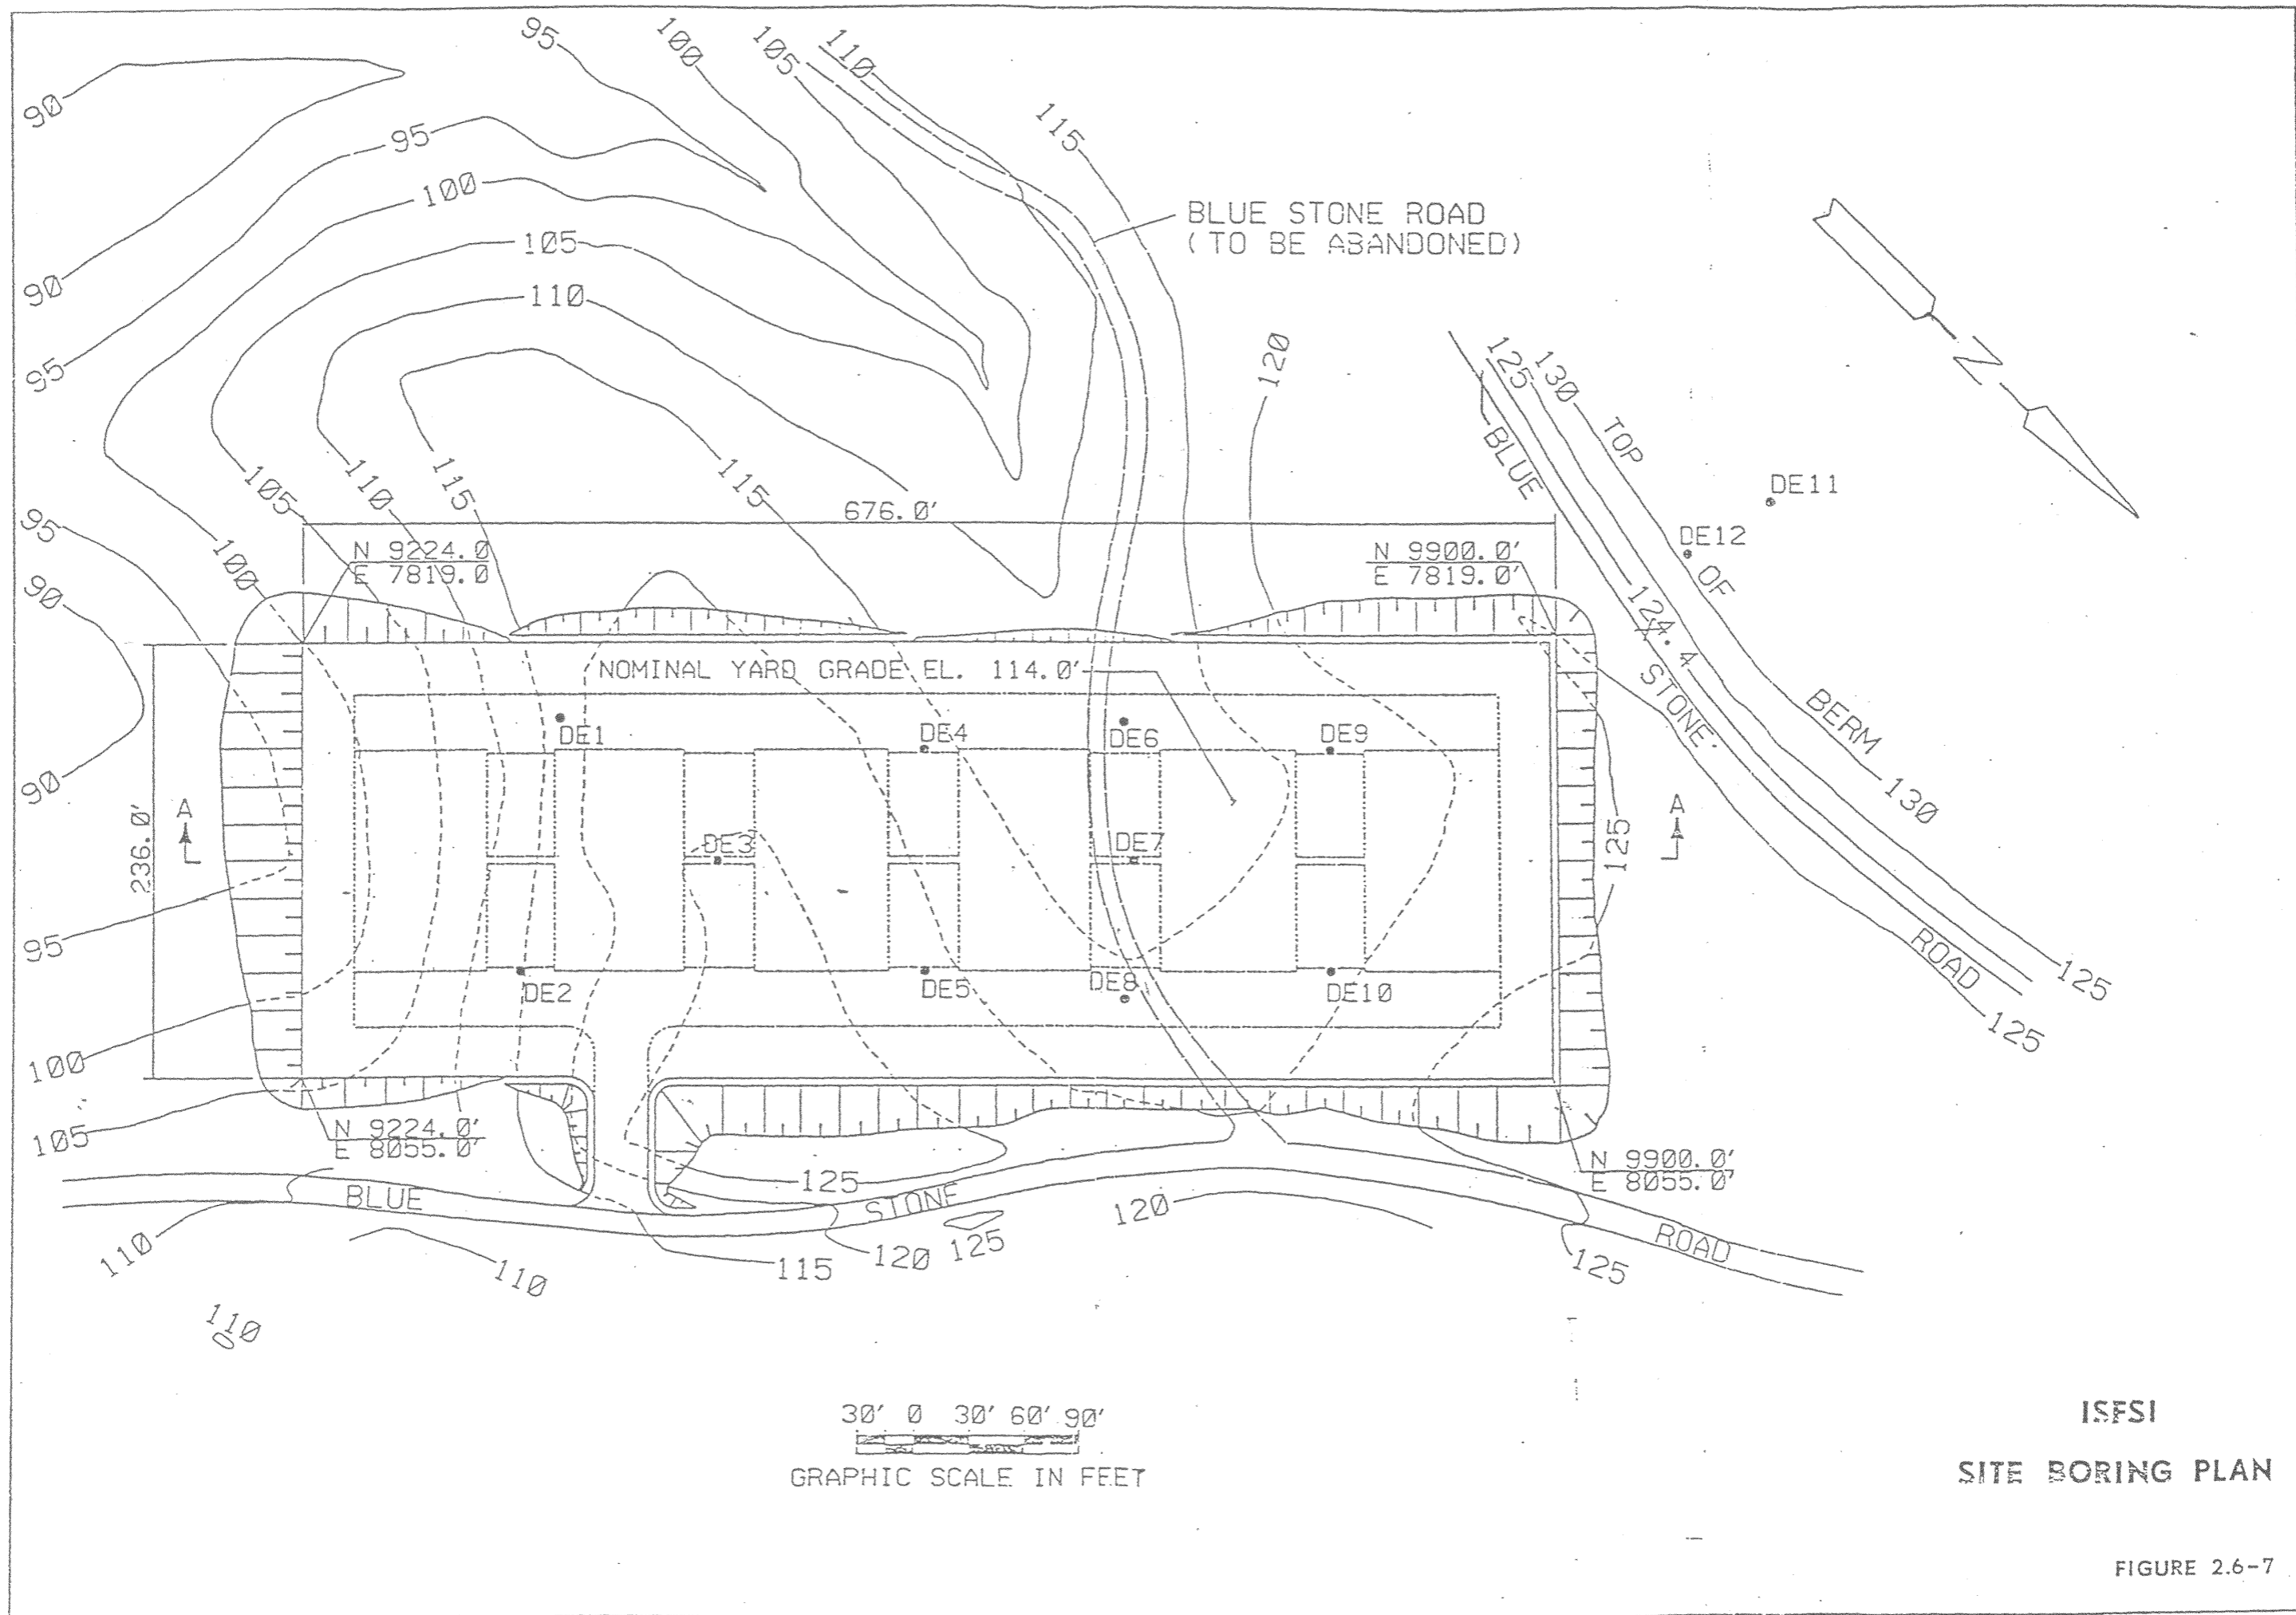 95
100
105
110
90
95
115
100
BLUE STONE ROAD
(TO BE ABANDONED)
105
90
110
120
125
130
N
95
TOP
BLUE
105
110
115
115
DE11
676.0'
95
DE12
100
N 9224.0
E 7819.0
N 9900.0'
E 7819.0'
OF
90
124.4
NOMINAL YARD GRADE EL. 114.0'
STONE
BERM
DE1
DE4
DE6
DE9
90
130
A
A
236.0'
DE3
DE7
125
95
ROAD
DE2
DE5
DE8
DE10
125
125
100
105
N 9224.0'
E 8055.0'
125
N 9900.0'
E 8055.0'
BLUE
STONE
120
110
ROAD
110
115
120
125
125
110
30' 0 30' 60' 90'
GRAPHIC SCALE IN FEET
ISFSI
SITE BORING PLAN
FIGURE 2.6-7